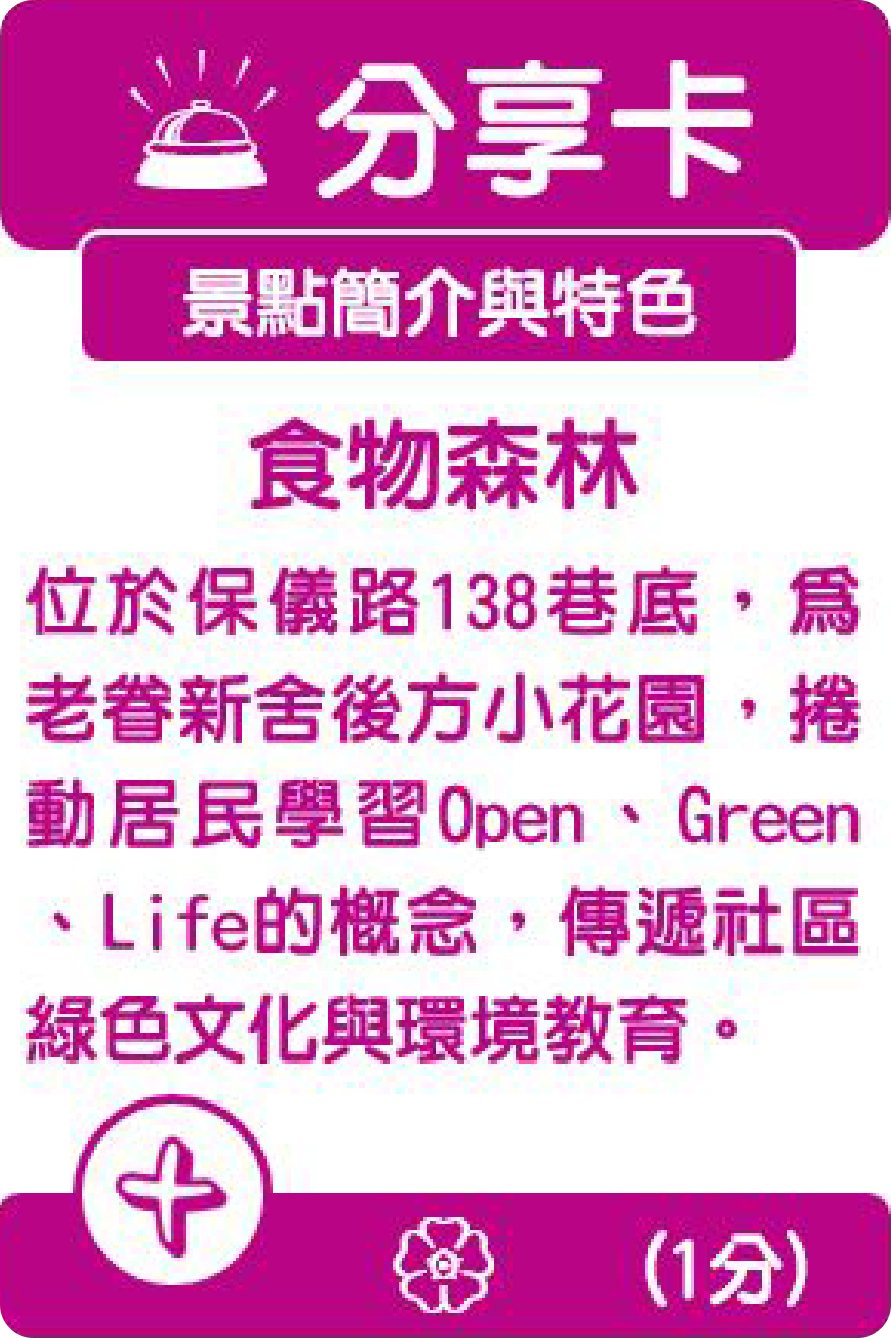 分享卡
景點簡介與特色
食物森林
位於保儀路138巷底，爲
老眷新舍後方小花園，捲
動居民學習Open、Green
、Life的概念，傳遞社區
綠色文化與環境教育。
(1分)